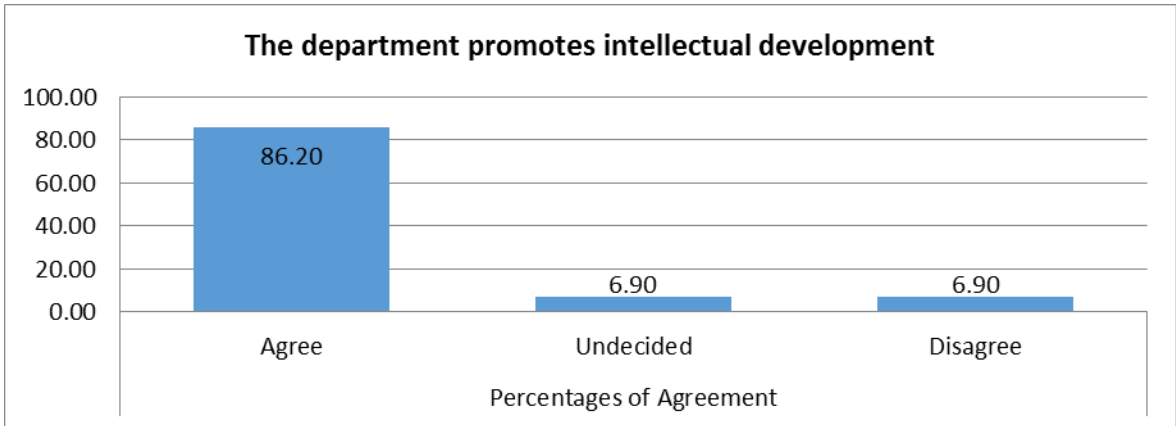 The department promotes intellectual development
100.00
80.00
60.00
40.00
20.00
0.00
86.20
6.90
6.90
Agree
Undecided
Disagree
Percentages of Agreement